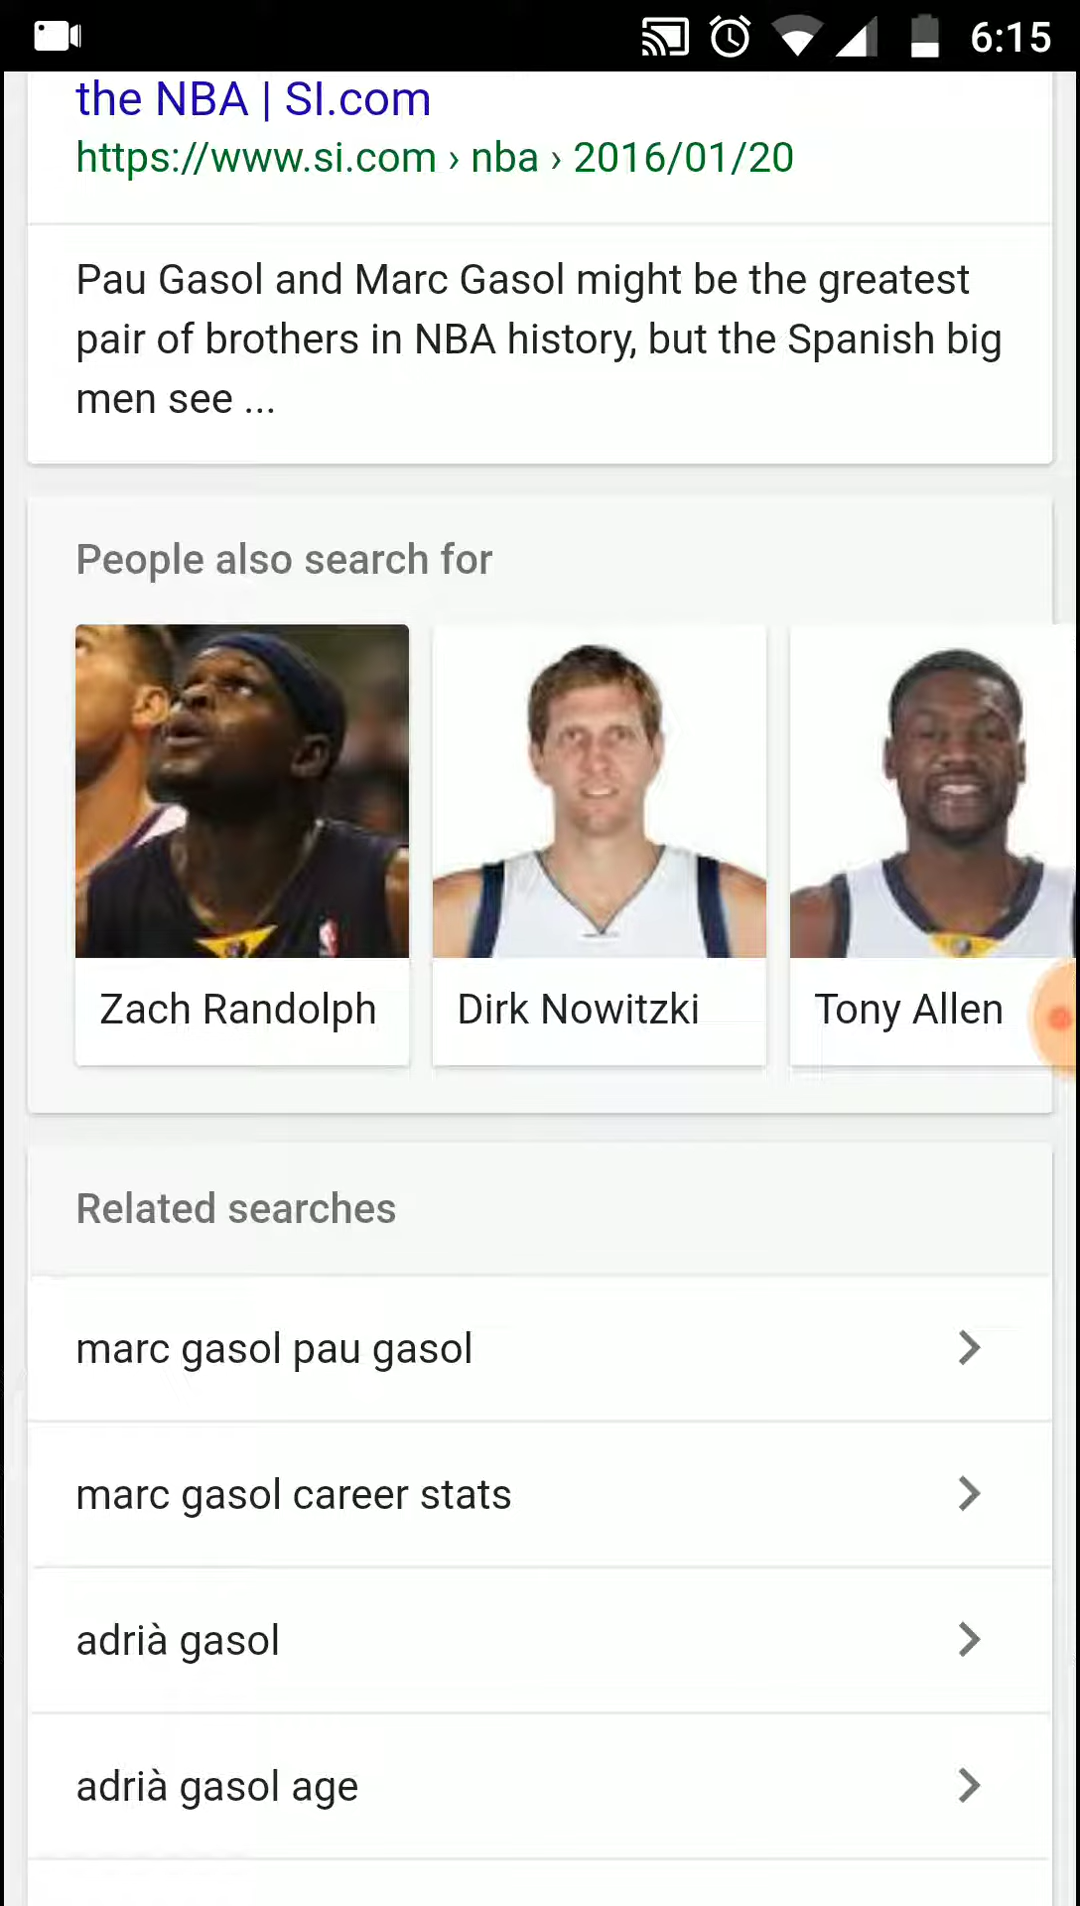 6:15
the NBA | SI.com
https://www.si.com › nba › 2016/01/20
Pau Gasol and Marc Gasol might be the greatest
pair of brothers in NBA history, but the Spanish big
men see ...
People also search for
Zach Randolph
Dirk Nowitzki
Tony Allen
Related searches
marc gasol pau gasol
marc gasol career stats
adrià gasol
adrià gasol age